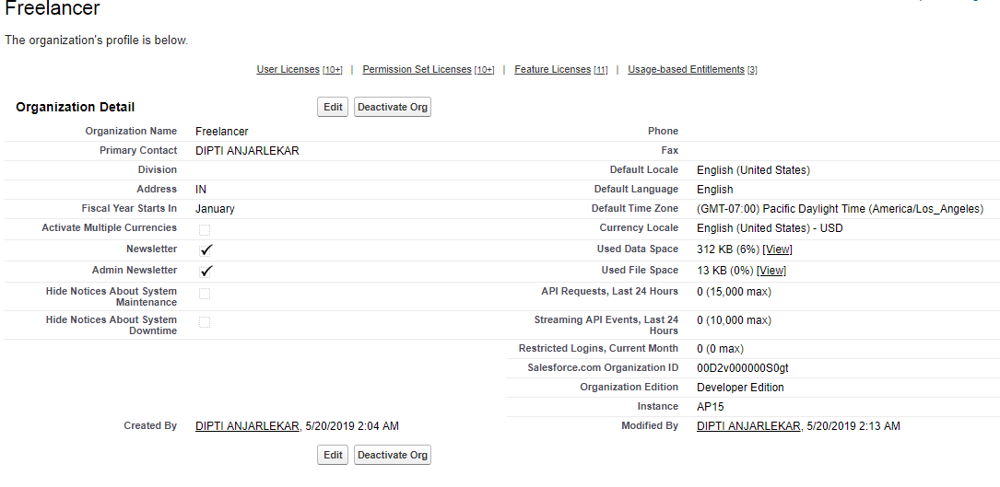 Freelancer
The organization's profile is below.
User Licenses [10+] | Permission Set Licenses [10+] | Feature Licenses [11] | Usage-based Entitlements [3]
Organization Detail Edit Deactivate Org
Organization Name Freelancer Phone
Primary Contact DIPTI ANJARLEKAR Fax
Division Default Locale English (United States)
Address IN Default Language English
Fiscal Year Starts In January Default Time Zone (GMT-07:00) Pacific Daylight Time (America/Los_Angeles)
Activate Multiple Currencies Currency Locale English (United States) - USD
Newsletter Used Data Space 312 KB (6%) [View]
Admin Newsletter Used File Space 13 KB (0%) [View]
Hide Notices About System Maintenance API Requests, Last 24 Hours 0 (15,000 max)
Hide Notices About System Downtime Streaming API Events, Last 24 Hours 0 (10,000 max)
Restricted Logins, Current Month 0 (0 max)
Salesforce.com Organization ID 00D2v000000S0gt
Organization Edition Developer Edition
Instance AP15
Created By DIPTI ANJARLEKAR, 5/20/2019 2:04 AM Modified By DIPTI ANJARLEKAR, 5/20/2019 2:13 AM
Edit Deactivate Org